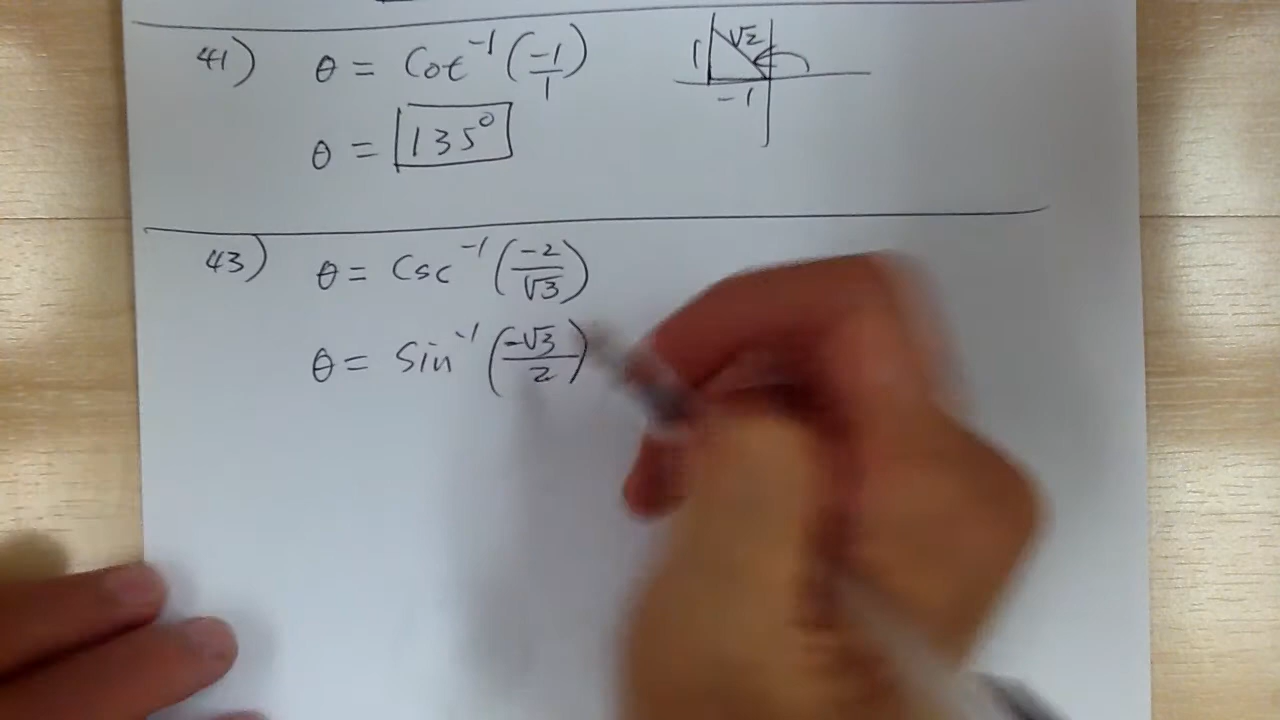 41) θ = Cot⁻¹(-1/1)
1 √2
-1
θ = 135°
43) θ = Csc⁻¹(-2/√3)
θ = Sin⁻¹(-√3/2)